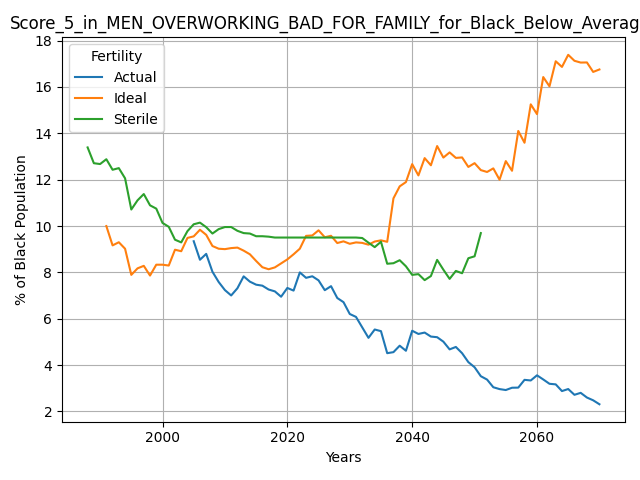 Score_5_in_MEN_OVERWORKING_BAD_FOR_FAMILY_for_Black_Below_Averag
% of Black Population
18
16
14
12
10
8
6
4
2
Fertility
Actual
Ideal
Sterile
2000 2020 2040 2060
Years